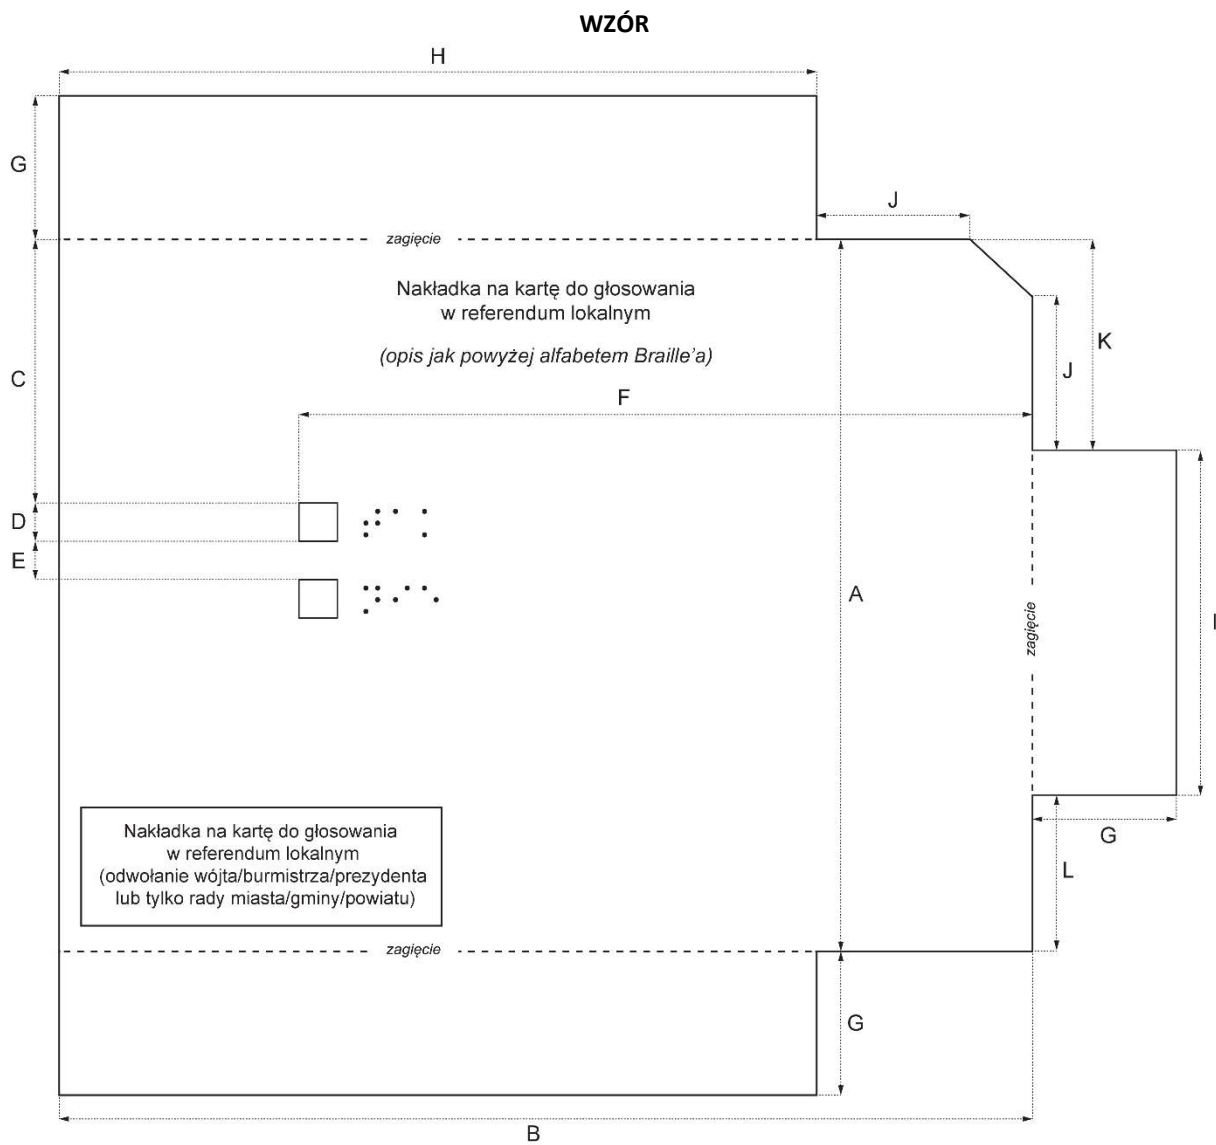 WZÓR
H
G
J
zagięcie
Nakładka na kartę do głosowania
w referendum lokalnym
K
(opis jak powyżej alfabetem Braille’a)
J
C
F
D
⠞⠁⠅
E
⠝⠊⠑
A
I
zagięcie
Nakładka na kartę do głosowania
w referendum lokalnym
(odwołanie wójta/burmistrza/prezydenta
lub tylko rady miasta/gminy/powiatu)
G
L
zagięcie
G
B